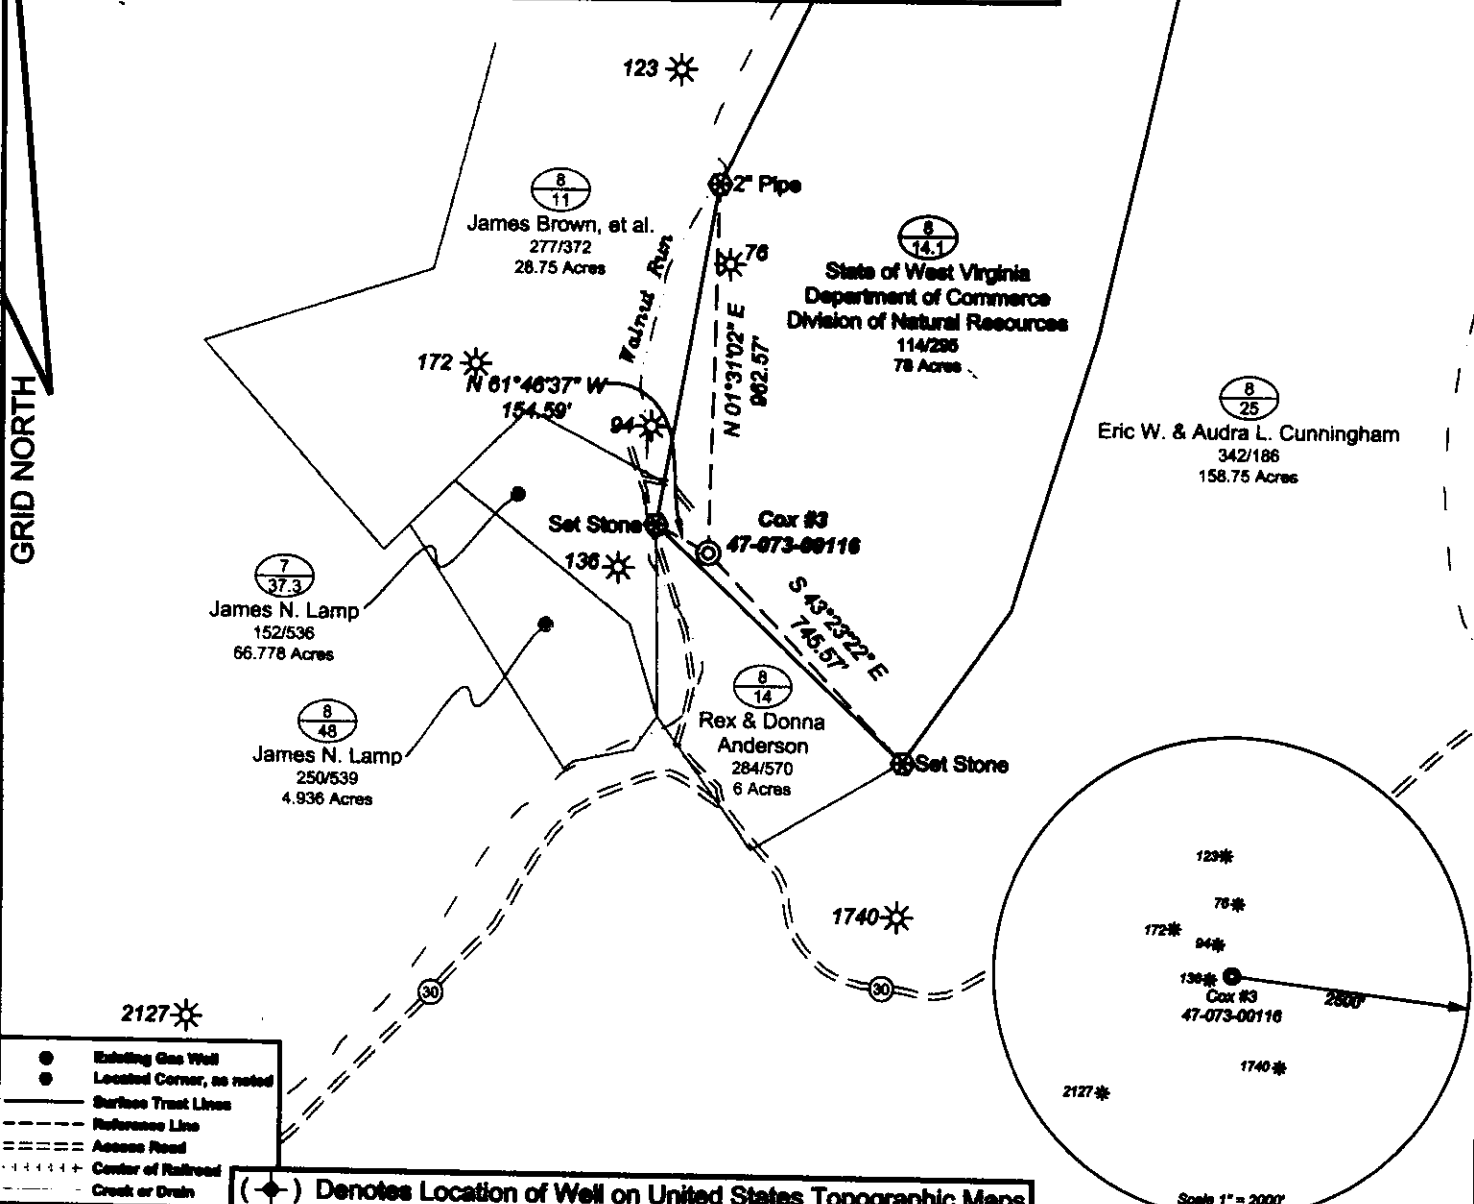 123
2" Pipe
8
11
James Brown, et al.
277/372
28.75 Acres
Walnut Run
76
8
14.1
State of West Virginia
Department of Commerce
Division of Natural Resources
114/295
78 Acres
N 01°31'02" E
962.57'
172
N 61°46'37" W
154.59'
94
8
25
Eric W. & Audra L. Cunningham
342/186
158.75 Acres
GRID NORTH
Set Stone
Cox #3
47-073-00116
136
7
37.3
James N. Lamp
152/536
66.778 Acres
S 43°23'22" E
745.57'
8
48
James N. Lamp
250/539
4.936 Acres
8
14
Rex & Donna
Anderson
284/570
6 Acres
Set Stone
1740
30
30
2127
123
76
172
94
136
Cox #3
47-073-00116
2500'
1740
2127
Scale 1" = 2000'
Existing Gas Well
Located Corner, as noted
Surface Tract Lines
Reference Line
Access Road
Center of Railroad
Creek or Drain
( ) Denotes Location of Well on United States Topographic Maps